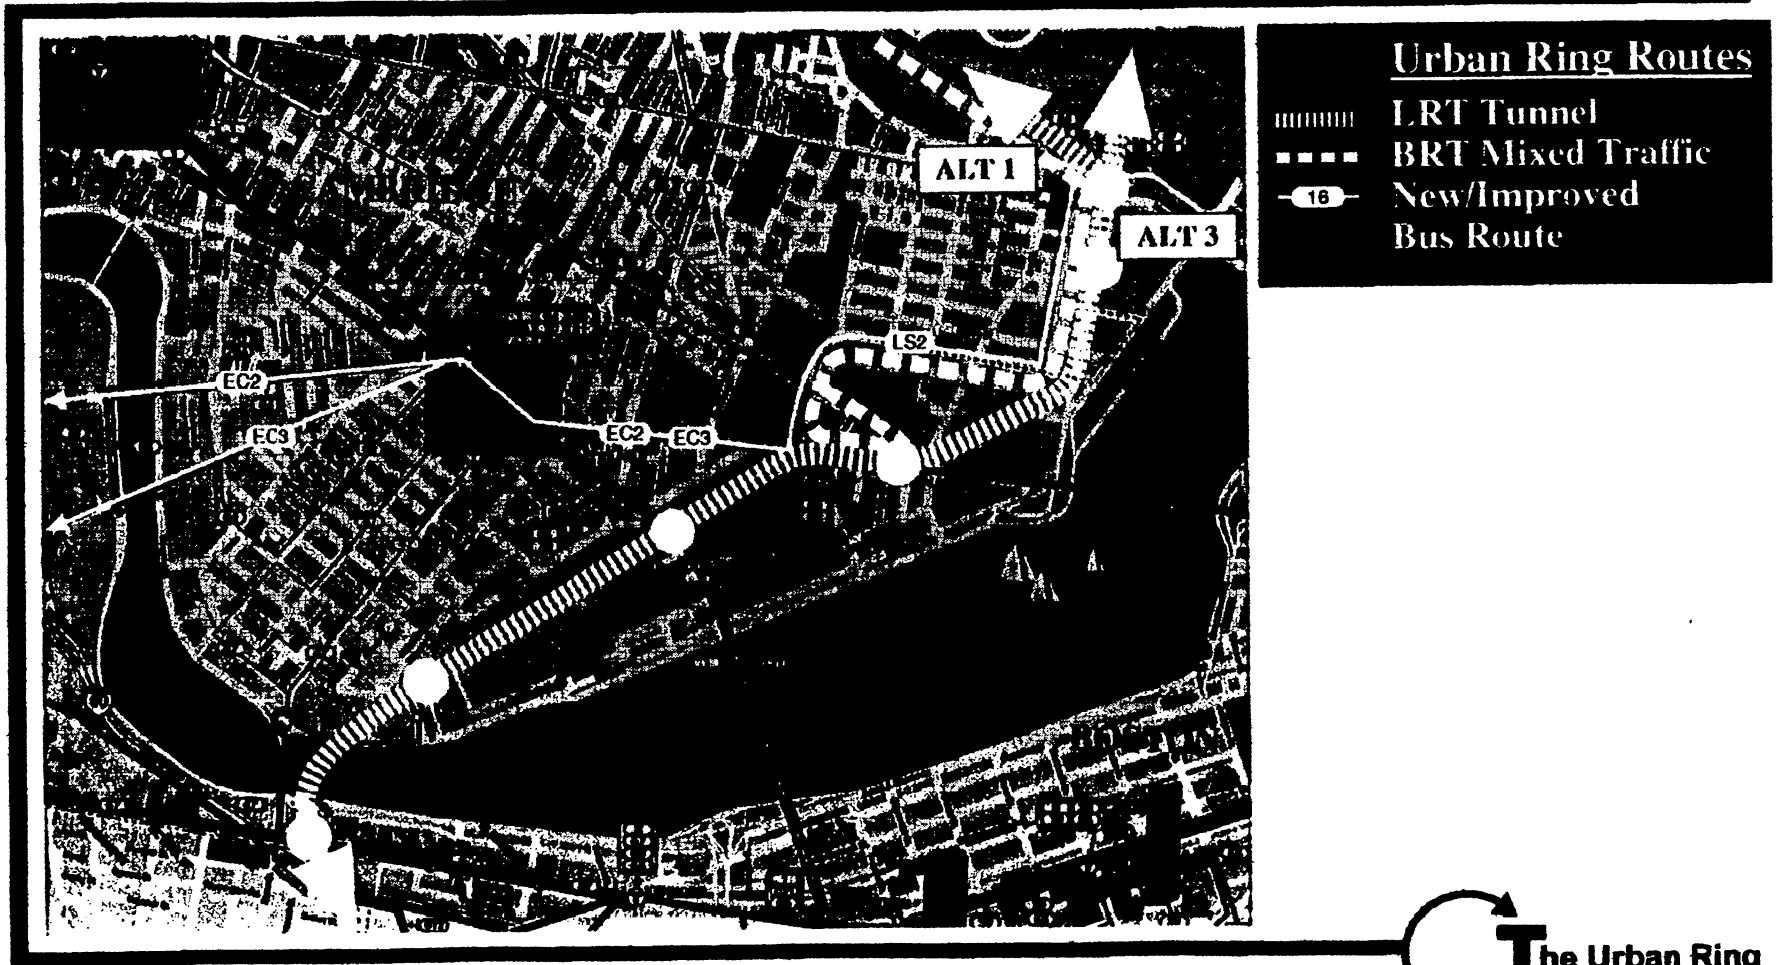 Urban Ring Routes
LRT Tunnel
BRT Mixed Traffic
16
New/Improved
Bus Route
ALT 1
ALT 3
LS2
EC2
EC3
EC2
EC3
The Urban Ring